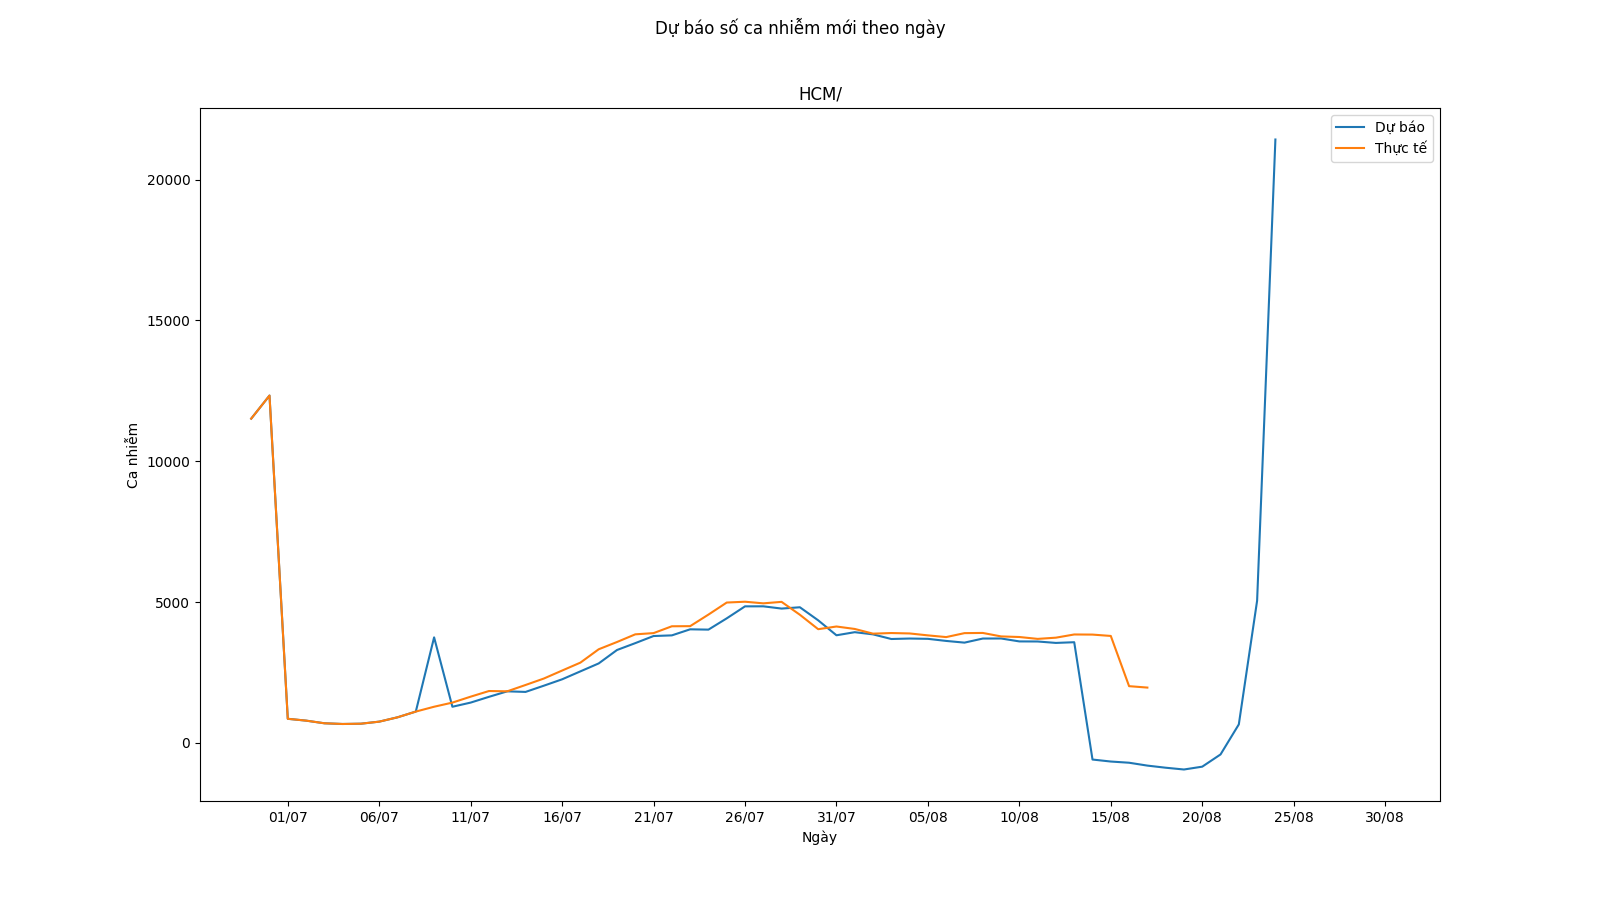 Dự báo số ca nhiễm mới theo ngày
HCM/
Dự báo
Thực tế
20000
15000
10000
5000
0
Ca nhiễm
01/07 06/07 11/07 16/07 21/07 26/07 31/07 05/08 10/08 15/08 20/08 25/08 30/08
Ngày